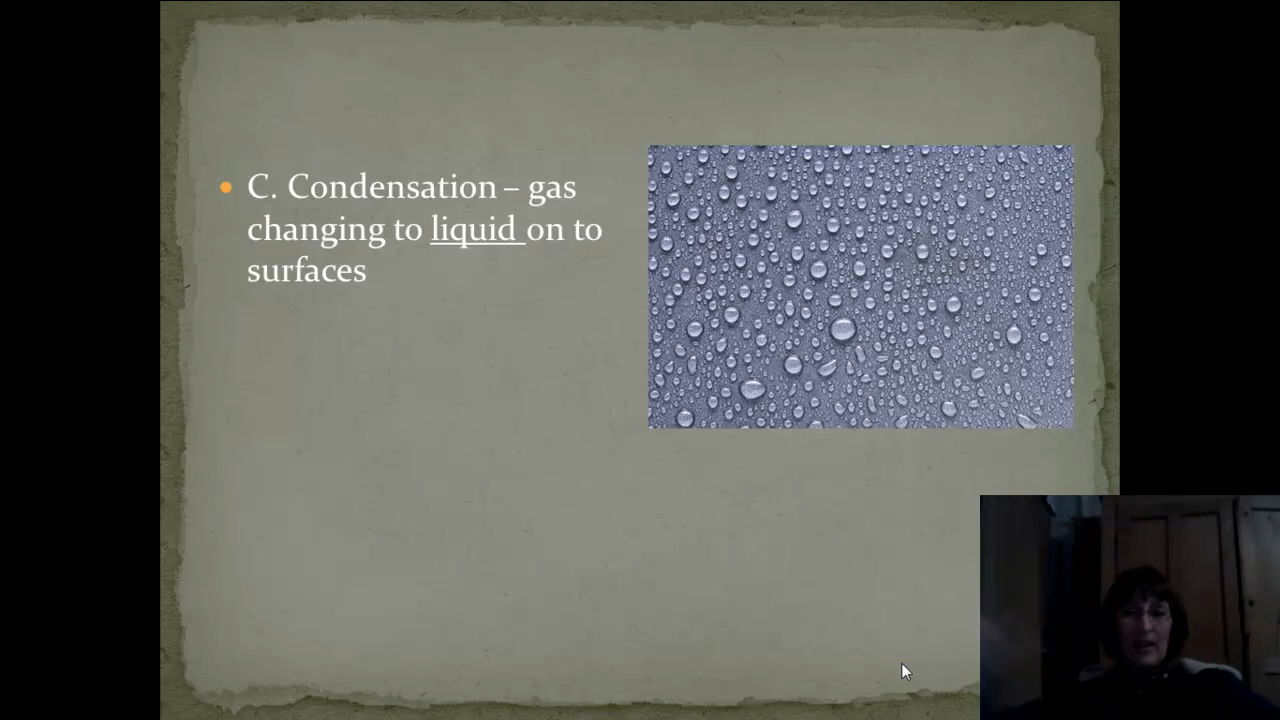 C. Condensation – gas
changing to liquid on to
surfaces